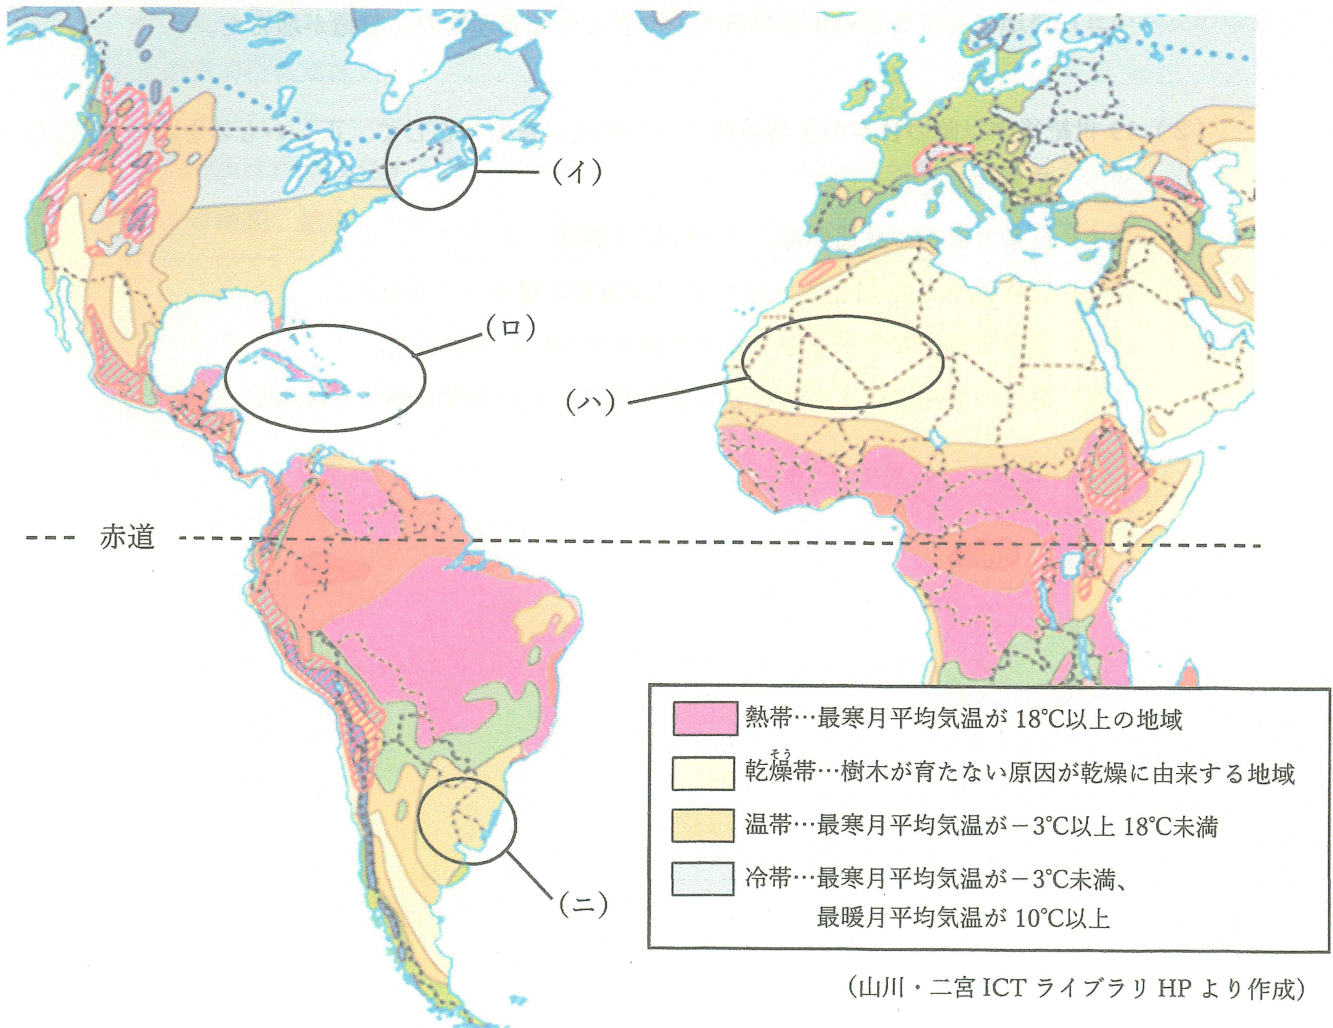 (イ)
(ロ)
(ハ)
赤道
(ニ)
熱帯…最寒月平均気温が18℃以上の地域
そう
乾燥帯…樹木が育たない原因が乾燥に由来する地域
温帯…最寒月平均気温が－3℃以上18℃未満
冷帯…最寒月平均気温が－3℃未満、
最暖月平均気温が10℃以上
(山川・二宮ICTライブラリHPより作成)